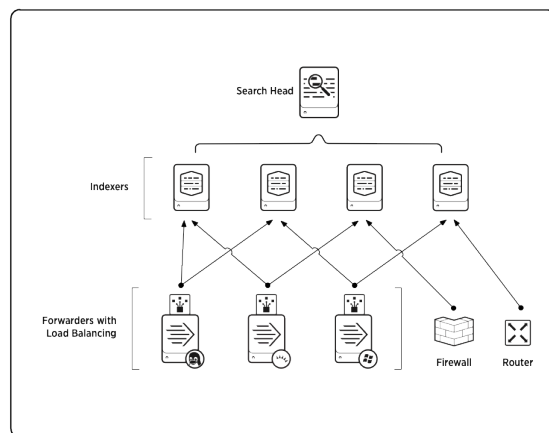 Search Head
Indexers
Forwarders with
Load Balancing
Firewall
Router